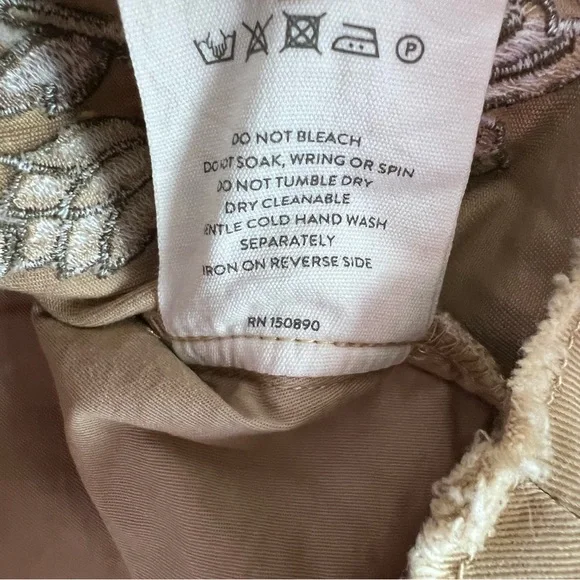 P
DO NOT BLEACH
DO NOT SOAK, WRING OR SPIN
DO NOT TUMBLE DRY
DRY CLEANABLE
GENTLE COLD HAND WASH
SEPARATELY
IRON ON REVERSE SIDE
RN 150890